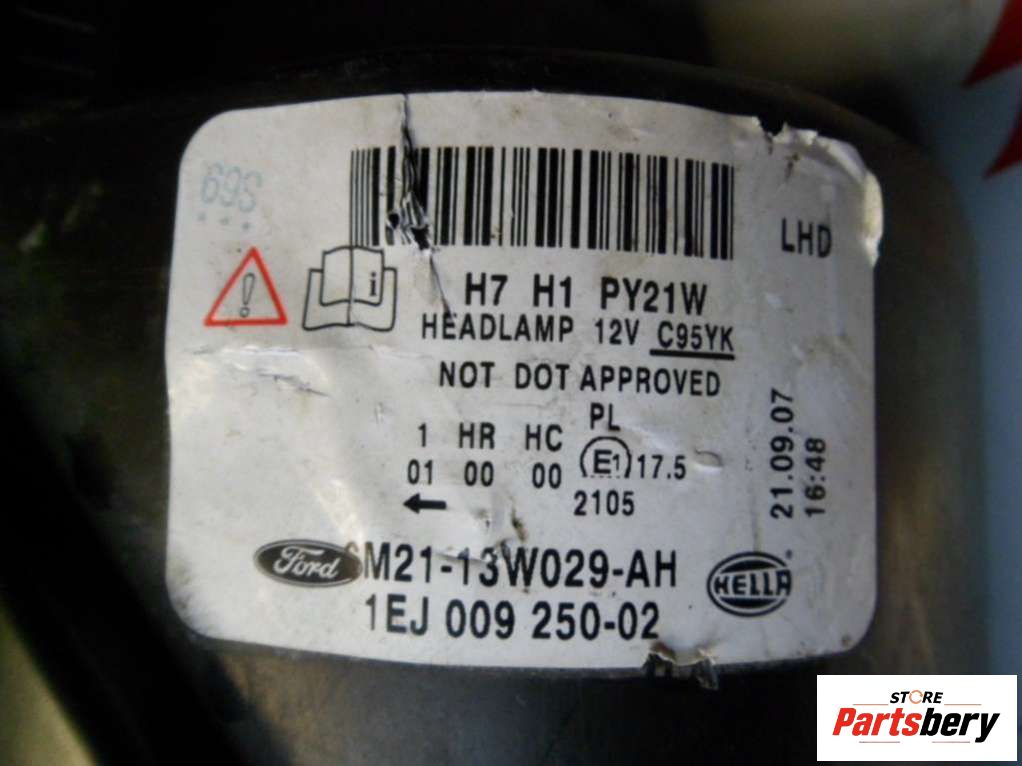 69S
LHD
i
H7 H1 PY21W
HEADLAMP 12V C95YK
NOT DOT APPROVED
PL
1 HR HC
01 00 00 E1 17.5
2105
21.09.07
16:48
Ford M21-13W029-AH
HELLA
1EJ 009 250-02
STORE
Partsbery